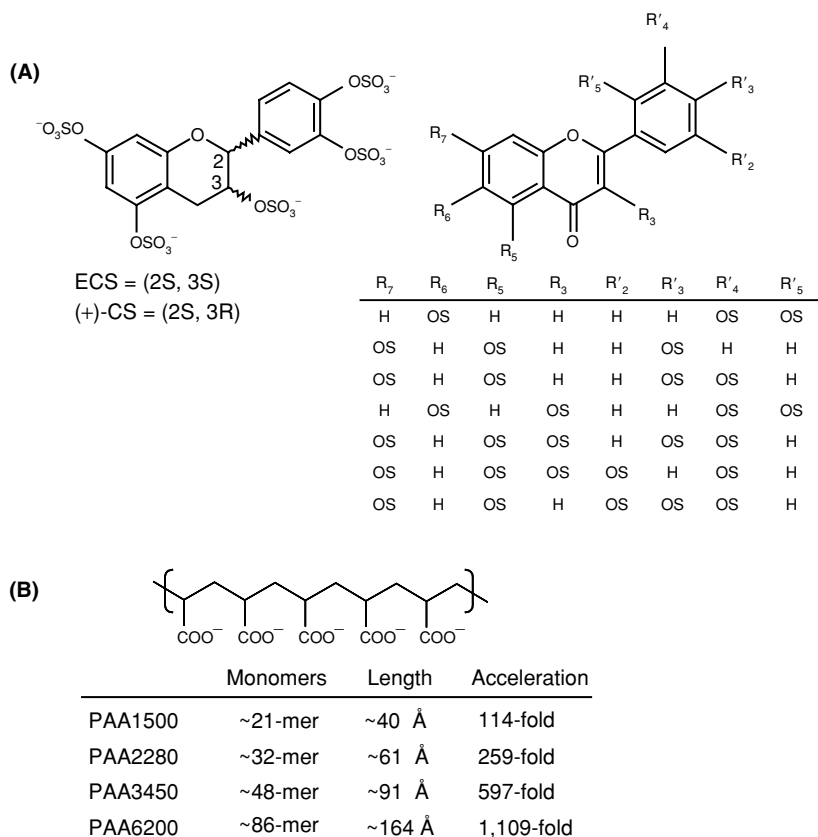 (A)
R′4
⁻O3SO
O
2
3
OSO3⁻
OSO3⁻
OSO3⁻
OSO3⁻
ECS = (2S, 3S)
(+)-CS = (2S, 3R)
R′5
R′3
R7
O
R′2
R6
R3
O
R5
R7 R6 R5 R3 R′2 R′3 R′4 R′5
H OS H H H H OS OS
OS H OS H H OS H H
OS H OS H H OS OS H
H OS H OS H H OS OS
OS H OS OS H OS OS H
OS H OS OS OS H OS H
OS H OS H OS OS OS H
(B)
COO⁻ COO⁻ COO⁻ COO⁻ COO⁻
Monomers Length Acceleration
PAA1500 ~21-mer ~40 Å 114-fold
PAA2280 ~32-mer ~61 Å 259-fold
PAA3450 ~48-mer ~91 Å 597-fold
PAA6200 ~86-mer ~164 Å 1,109-fold